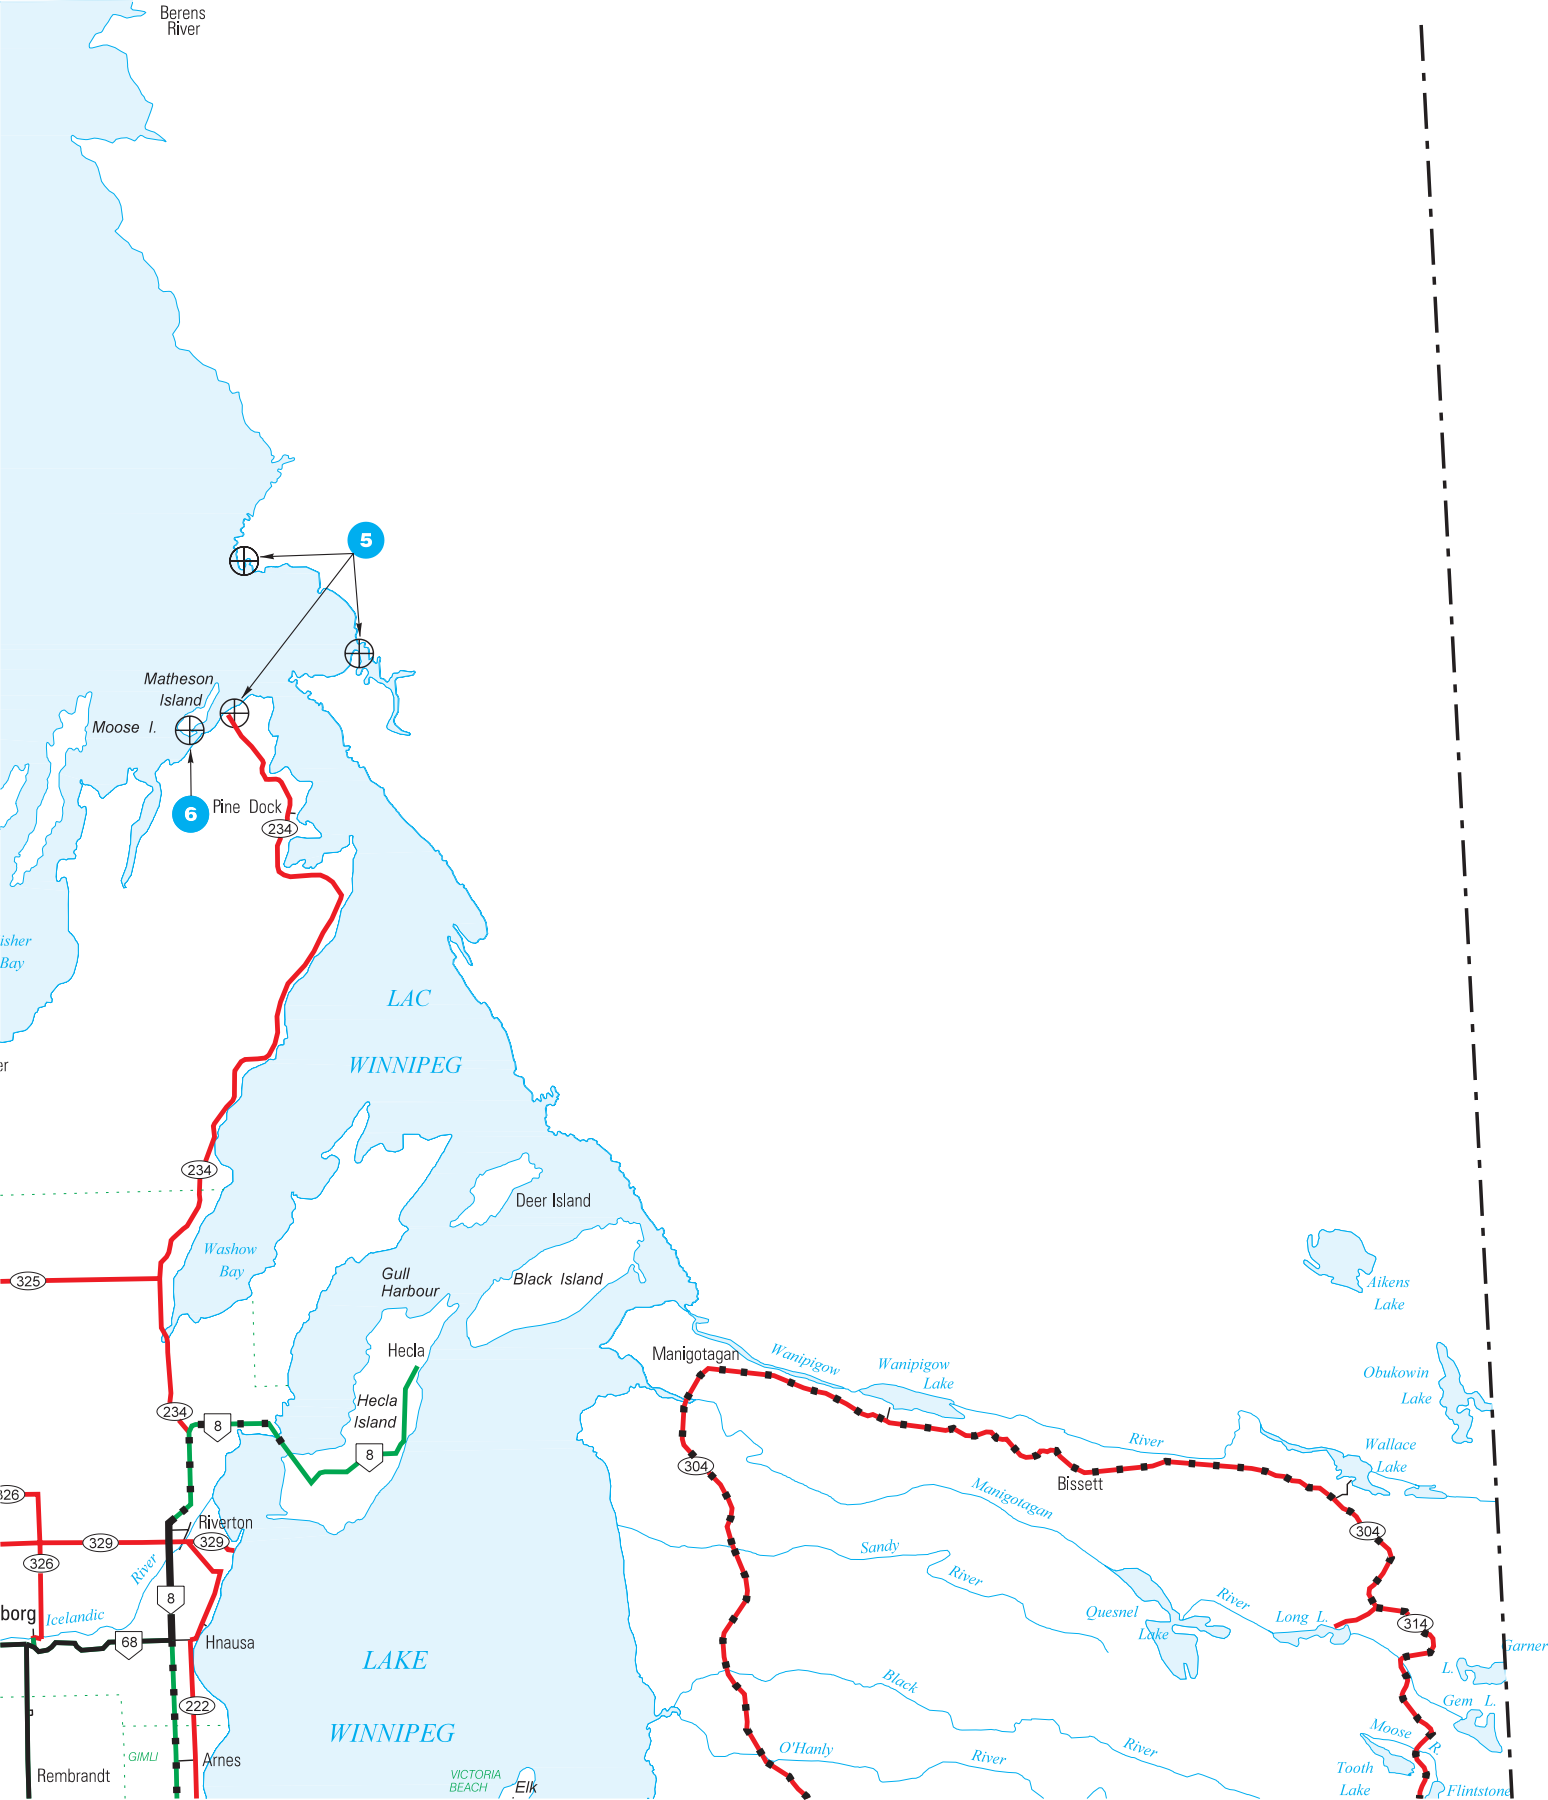 Berens
River
5
Matheson
Island
Moose I.
6
Pine Dock
234
isher
Bay
LAC
WINNIPEG
er
234
Deer Island
Washow
Bay
325
Gull
Harbour
Black Island
Aikens
Lake
Hecla
Manigotagan
Wanipigow
Wanipigow
Lake
Obukowin
Lake
Hecla
Island
234
8
8
River
Wallace
Lake
304
Bissett
326
Manigotagan
Riverton
329
329
304
326
River
Sandy
River
8
borg
Icelandic
Quesnel
Lake
River
Long L.
314
68
Hnausa
LAKE
WINNIPEG
Garner
L.
Black
222
Gem L.
Moose
R.
GIMLI
Arnes
O'Hanly
River
River
Tooth
Lake
Rembrandt
VICTORIA
BEACH
Elk
Flintstone